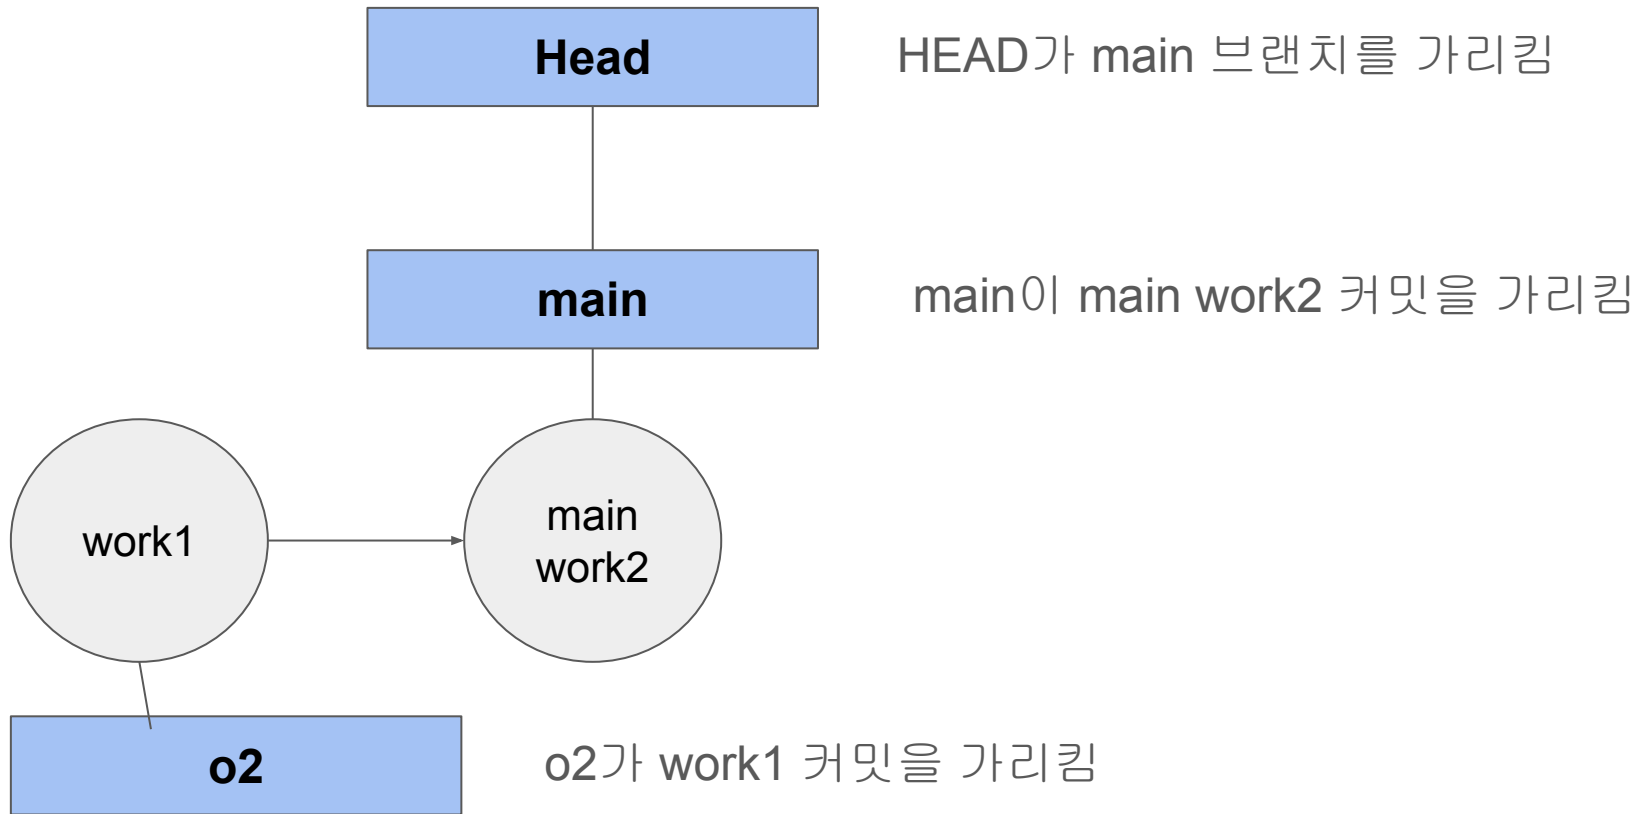 Head
HEAD가 main 브랜치를 가리킴
main
main이 main work2 커밋을 가리킴
work1
main
work2
o2
o2가 work1 커밋을 가리킴